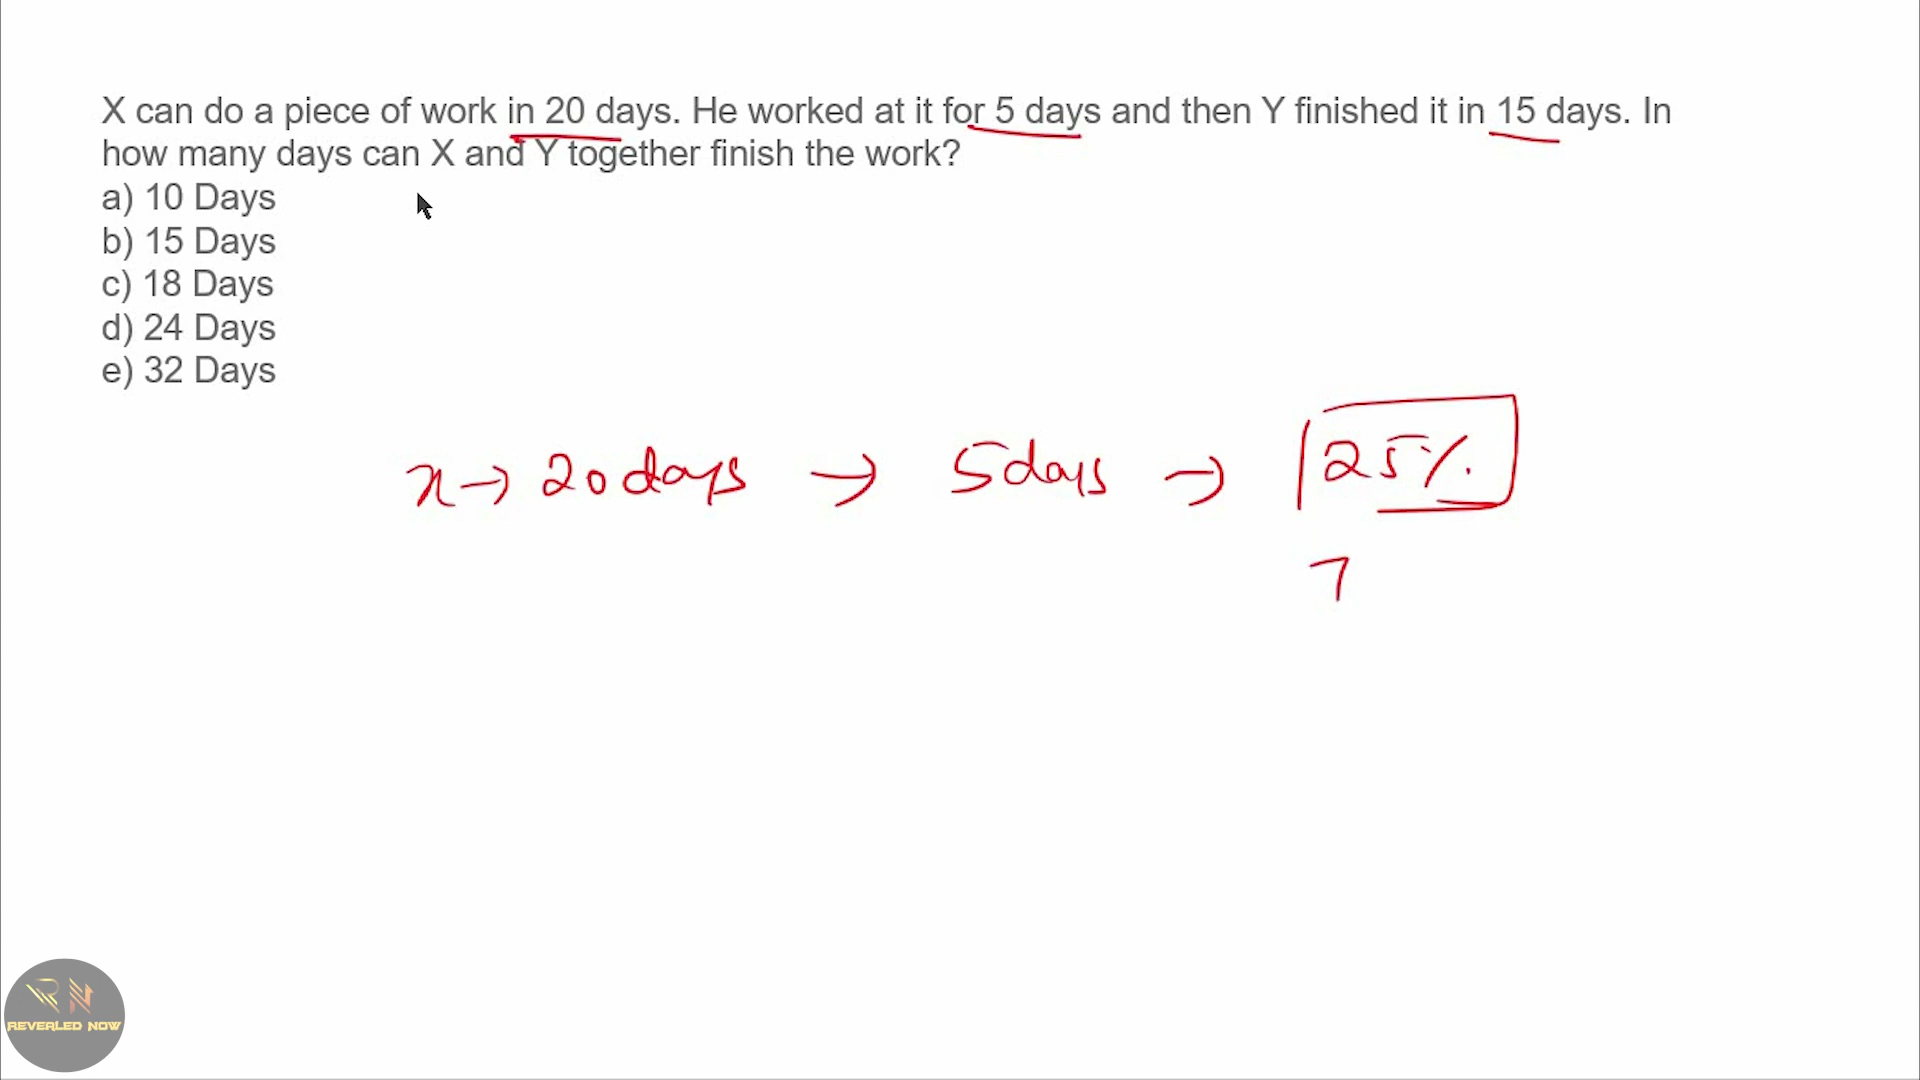 X can do a piece of work in 20 days. He worked at it for 5 days and then Y finished it in 15 days. In
how many days can X and Y together finish the work?
a) 10 Days
b) 15 Days
c) 18 Days
d) 24 Days
e) 32 Days
x → 20 days → 5 days → 25%
7
RN
REVERLED NOW